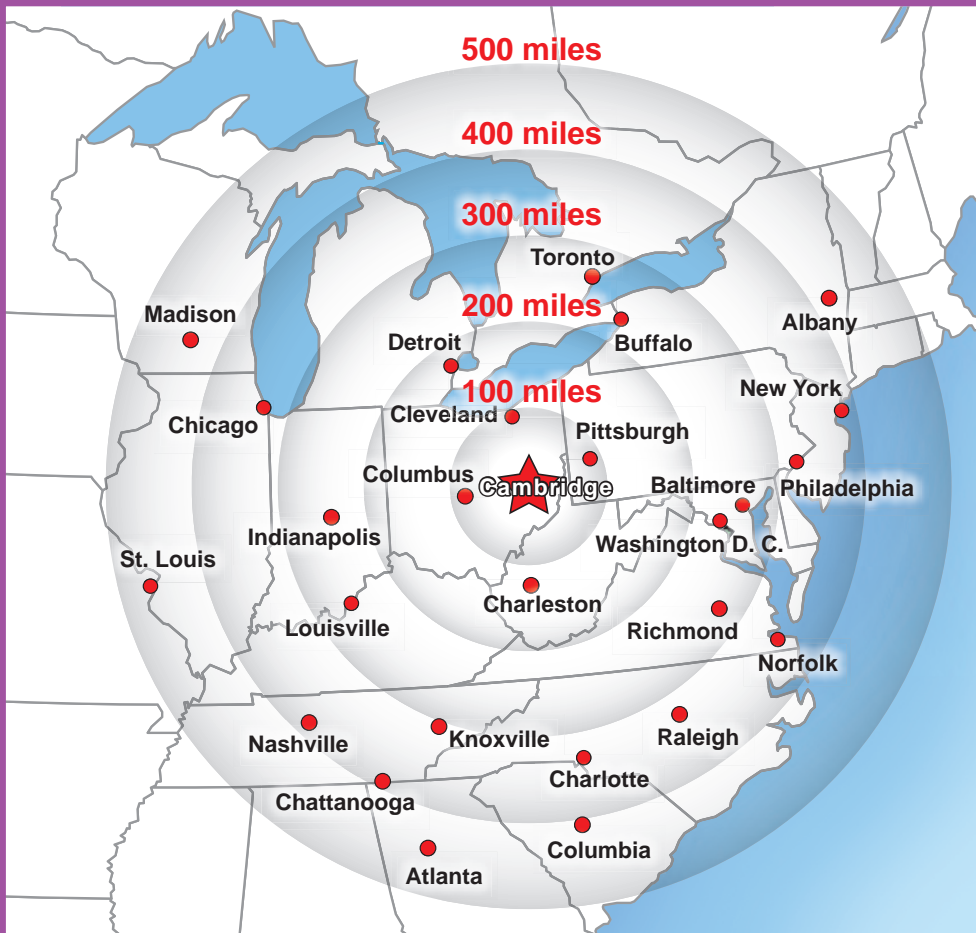 500 miles
400 miles
300 miles
Toronto
200 miles
Madison
Albany
Detroit
Buffalo
100 miles
New York
Cleveland
Chicago
Pittsburgh
Columbus
Cambridge
Baltimore
Philadelphia
Indianapolis
Washington D. C.
St. Louis
Charleston
Louisville
Richmond
Norfolk
Nashville
Knoxville
Raleigh
Charlotte
Chattanooga
Columbia
Atlanta